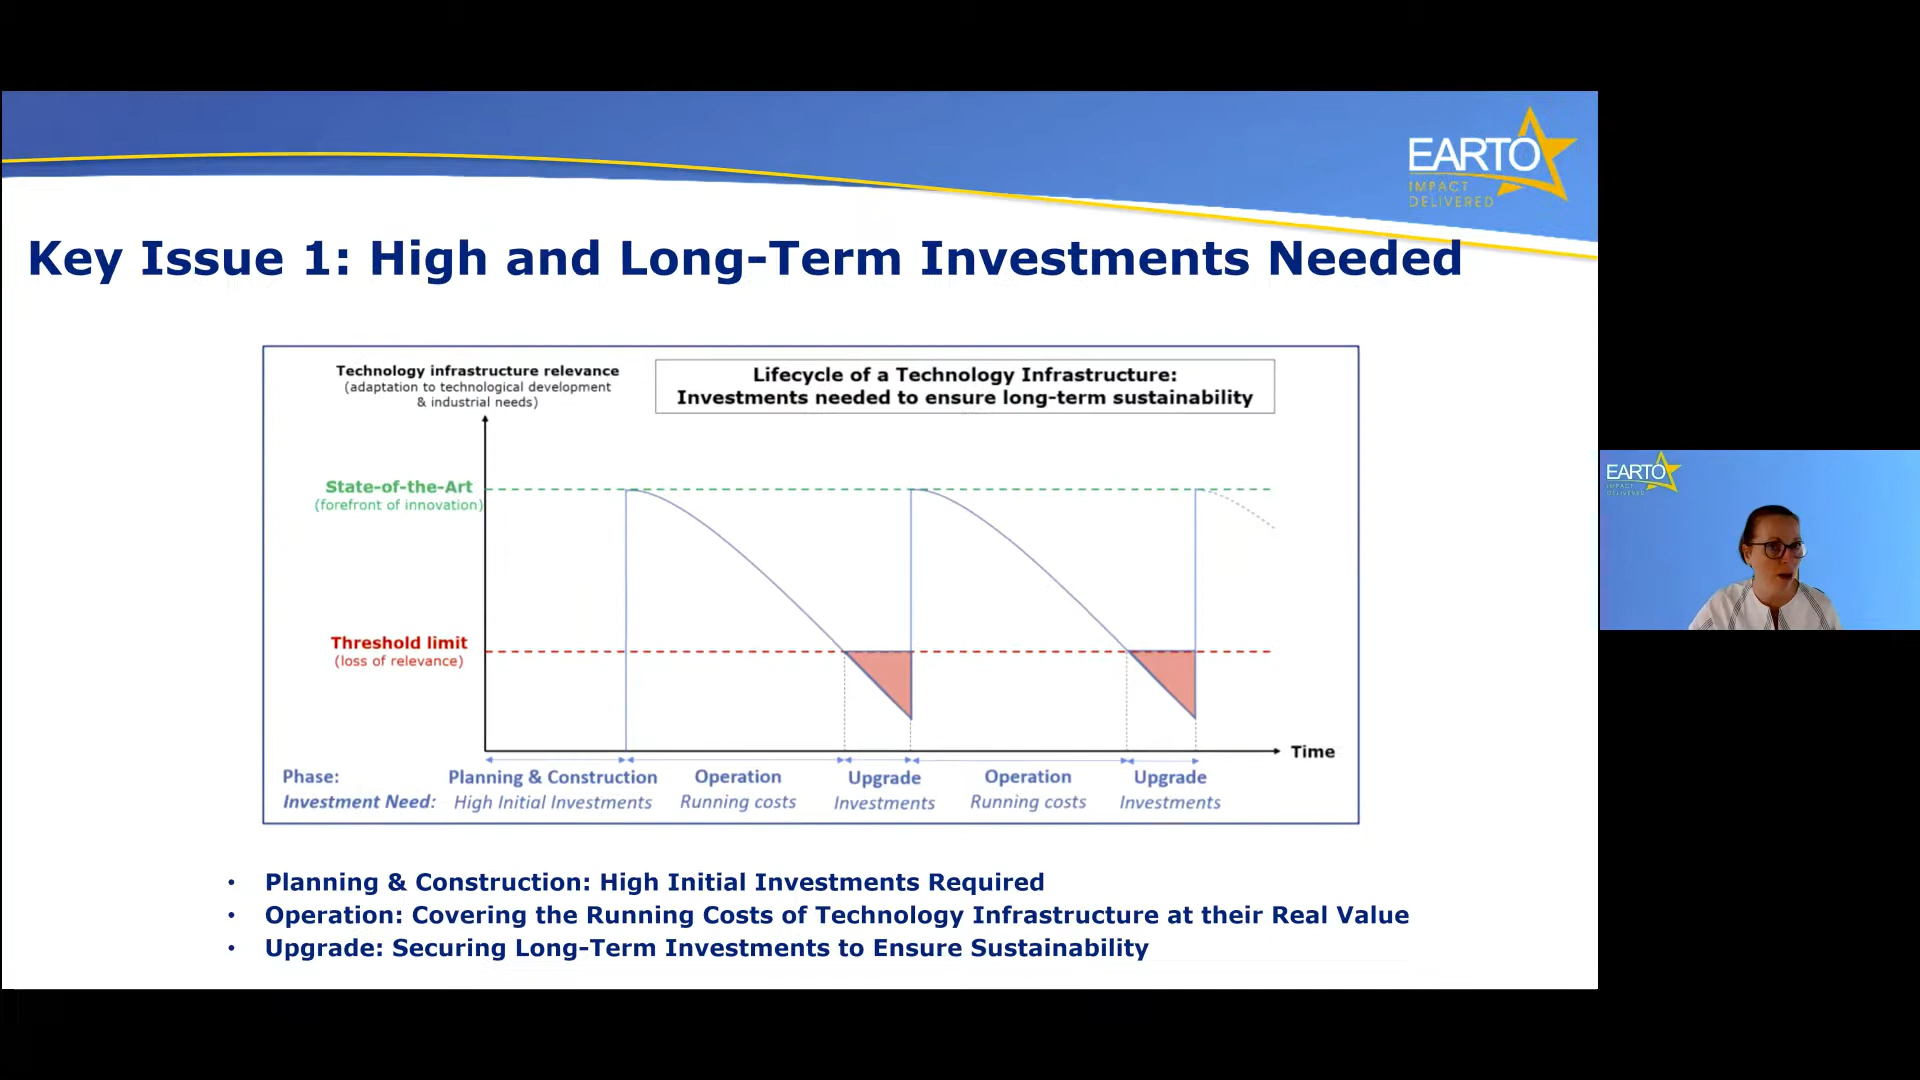 EARTO
IMPACT
DELIVERED
Key Issue 1: High and Long-Term Investments Needed
Technology infrastructure relevance
(adaptation to technological development
& industrial needs)
Lifecycle of a Technology Infrastructure:
Investments needed to ensure long-term sustainability
State-of-the-Art
(forefront of innovation)
Threshold limit
(loss of relevance)
Time
Phase: Planning & Construction Operation Upgrade Operation Upgrade
Investment Need: High Initial Investments Running costs Investments Running costs Investments
• Planning & Construction: High Initial Investments Required
• Operation: Covering the Running Costs of Technology Infrastructure at their Real Value
• Upgrade: Securing Long-Term Investments to Ensure Sustainability
EARTO
IMPACT
DELIVERED